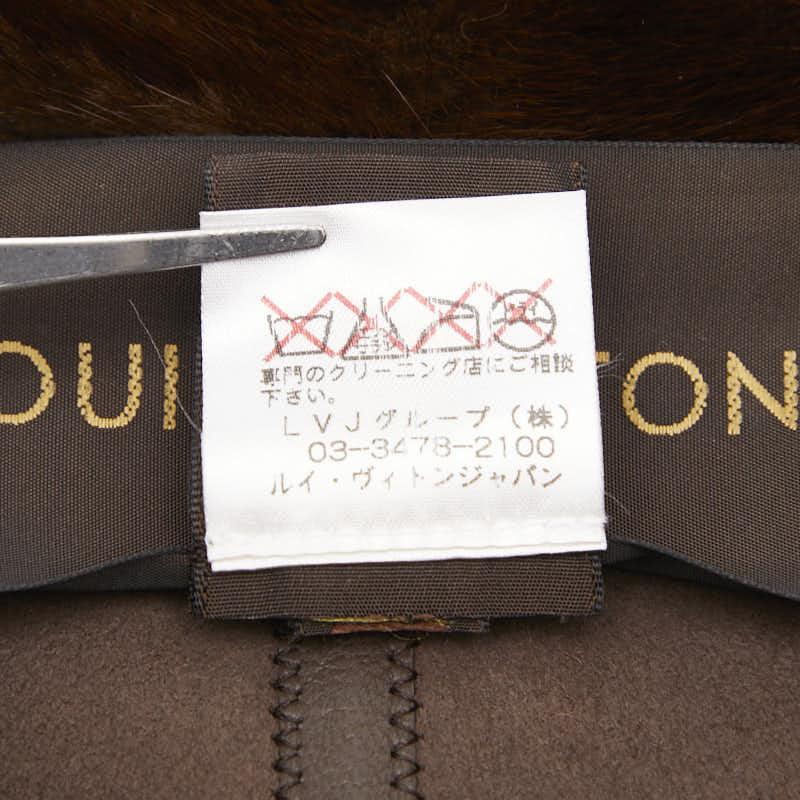 OUI TON
専門のクリーニング店にご相談
下さい。
LVJグループ(株)
03-3478-2100
ルイ・ヴィトンジャパン